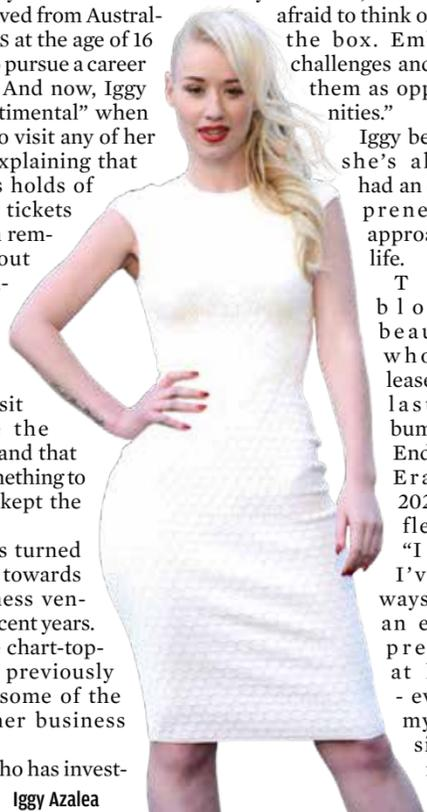 ved from Austral-
S at the age of 16
pursue a career
And now, Iggy
timental” when
o visit any of her
xplaining that
s holds of
tickets
rem-
out
-
sit
the
and that
nething to
kept the
s turned
towards
ness ven-
cent years.
chart-top-
previously
some of the
her business
ho has invest-
Iggy Azalea
afraid to think o
the box. Em
challenges and
them as opp
nities.”
Iggy be
she’s al
had an
prene
appro
life.
T
blo
beau
who
lease
las
bum
End
Era
202
fle
“I
I’v
ways
an e
pre
at
- ev
my
si